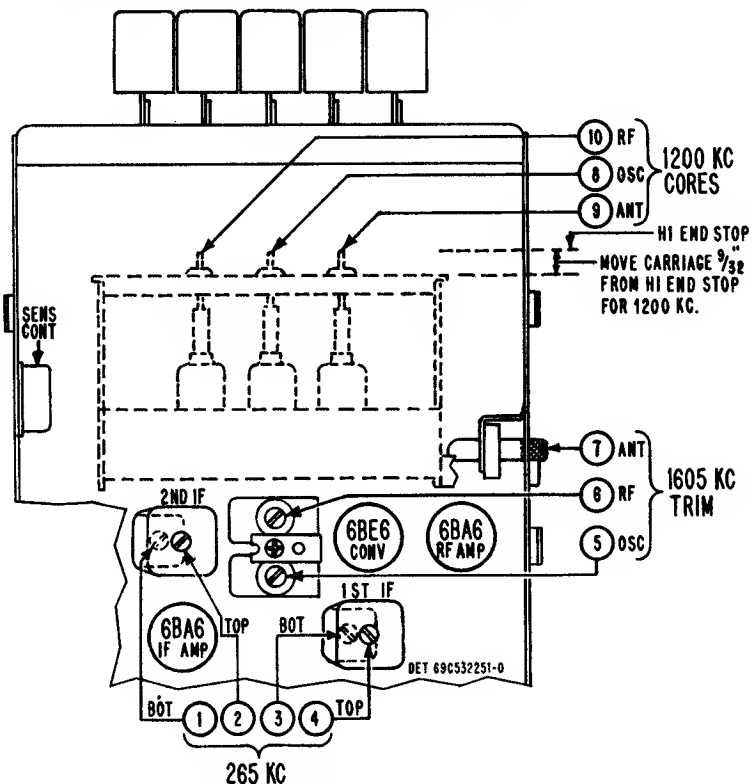 10 RF
8 OSC
9 ANT
1200 KC
CORES
HI END STOP
MOVE CARRIAGE 9/32"
FROM HI END STOP
FOR 1200 KC.
SENS
CONT
7 ANT
6 RF
5 OSC
1605 KC
TRIM
2ND IF
6BE6
CONV
6BA6
RF AMP
1ST IF
6BA6
IF AMP
TOP
BOT
DET 69C532251-0
BOT
1 2 3 4
TOP
265 KC